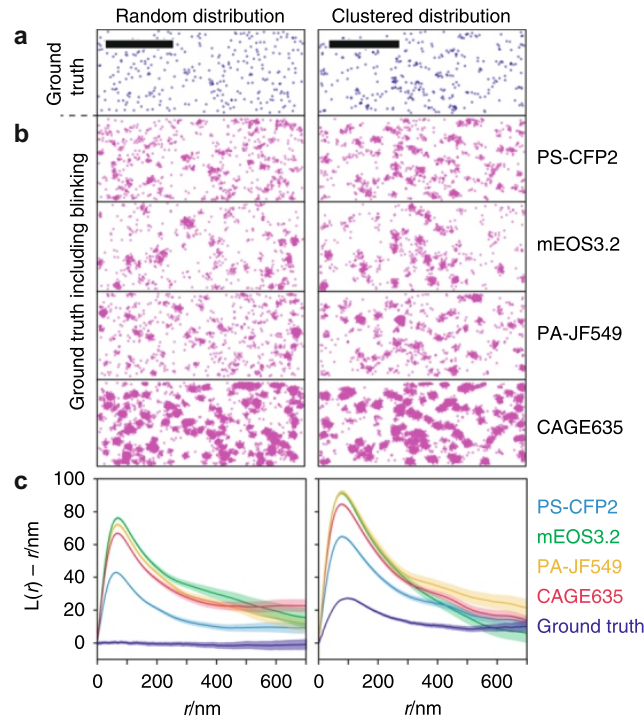 Random distribution
Clustered distribution
a
Ground truth
b
Ground truth including blinking
PS-CFP2
mEOS3.2
PA-JF549
CAGE635
c
L(r) – r/nm
100
80
60
40
20
0
0 200 400 600
r/nm
0 200 400 600
r/nm
PS-CFP2
mEOS3.2
PA-JF549
CAGE635
Ground truth